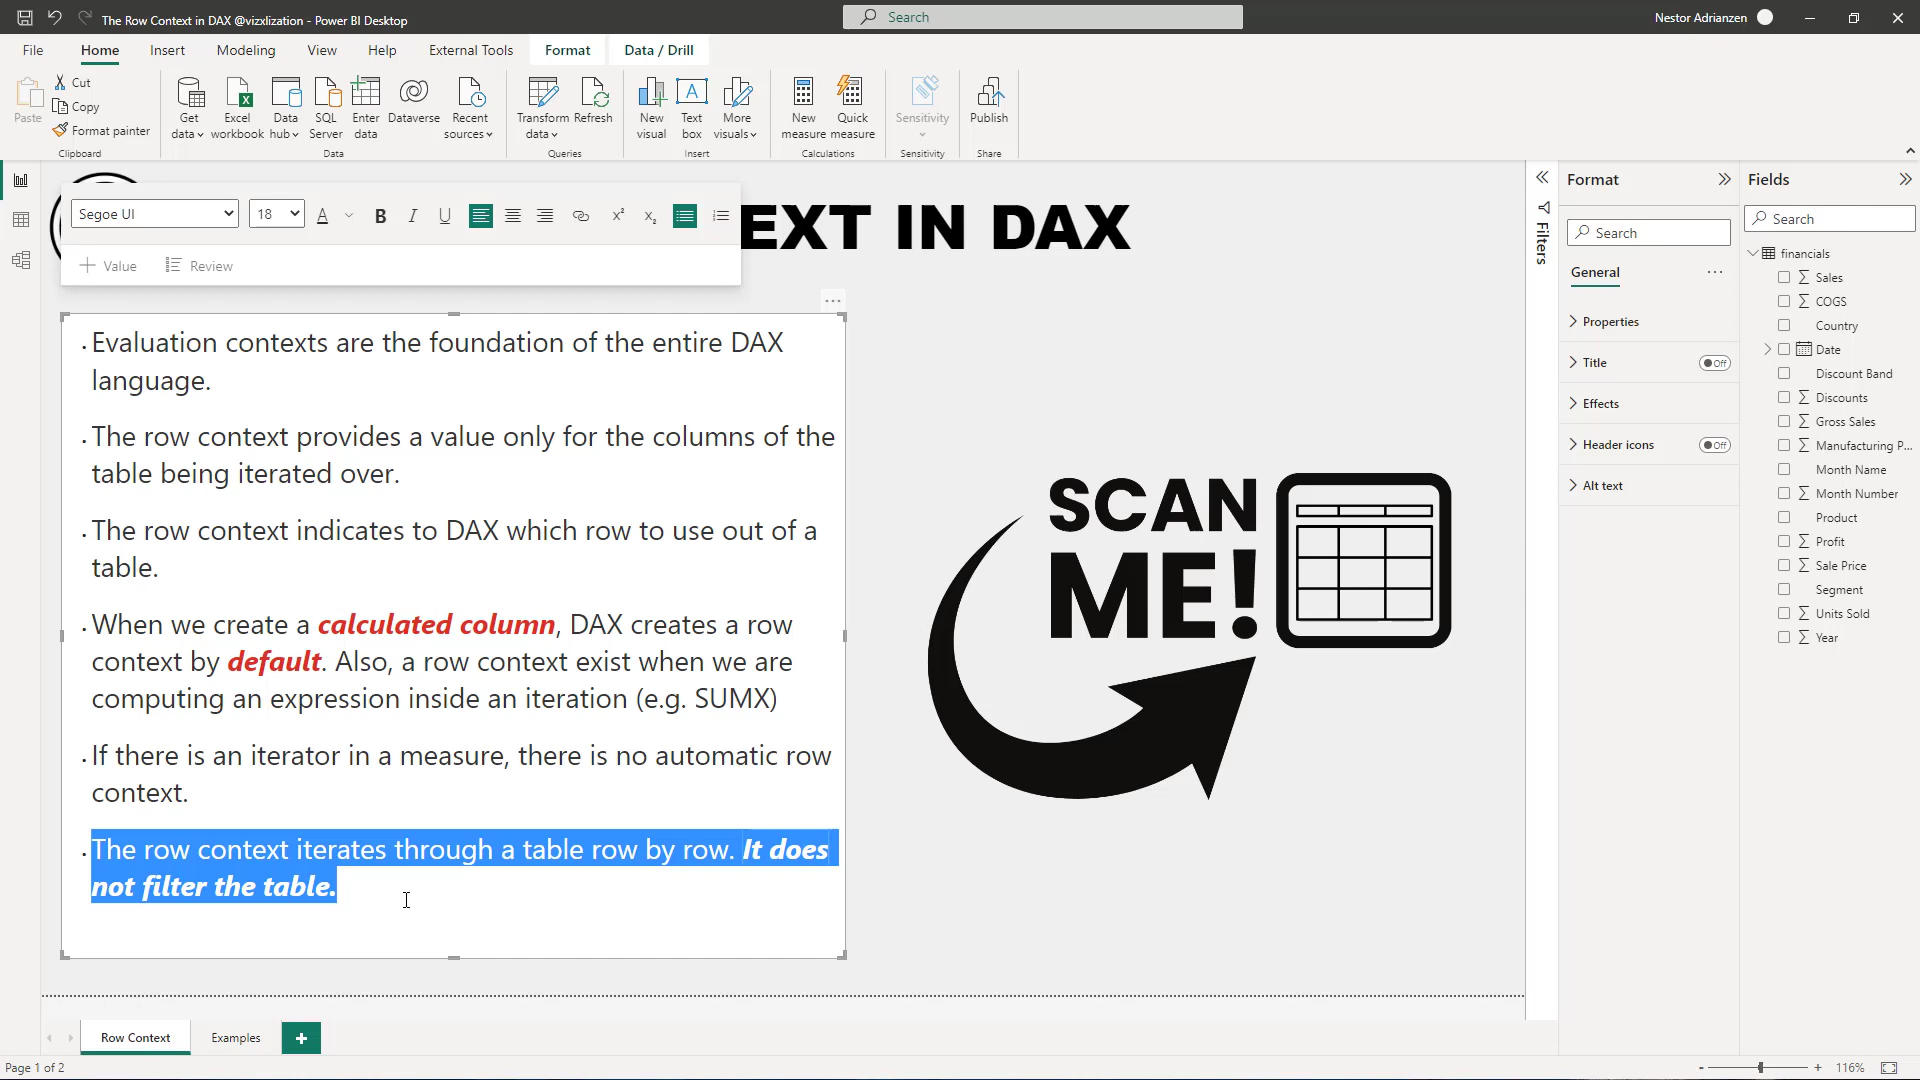 The Row Context in DAX @vizxlization - Power BI Desktop
Search
Nestor Adrianzen
File
Home
Insert
Modeling
View
Help
External Tools
Format
Data / Drill
Paste
Cut
Copy
Format painter
Clipboard
Get data
Excel workbook
Data hub
SQL Server
Enter data
Dataverse
Recent sources
Data
Transform data
Refresh
Queries
New visual
Text box
More visuals
Insert
New measure
Quick measure
Calculations
Sensitivity
Sensitivity
Publish
Share
Segoe UI
18
Value
Review
EXT IN DAX
Evaluation contexts are the foundation of the entire DAX
language.
The row context provides a value only for the columns of the
table being iterated over.
The row context indicates to DAX which row to use out of a
table.
When we create a calculated column, DAX creates a row
context by default. Also, a row context exist when we are
computing an expression inside an iteration (e.g. SUMX)
If there is an iterator in a measure, there is no automatic row
context.
The row context iterates through a table row by row. It does
not filter the table.
SCAN
ME!
Filters
Format
Search
General
Properties
Title
Off
Effects
Header icons
Off
Alt text
Fields
Search
financials
Sales
COGS
Country
Date
Discount Band
Discounts
Gross Sales
Manufacturing P...
Month Name
Month Number
Product
Profit
Sale Price
Segment
Units Sold
Year
Row Context
Examples
Page 1 of 2
116%